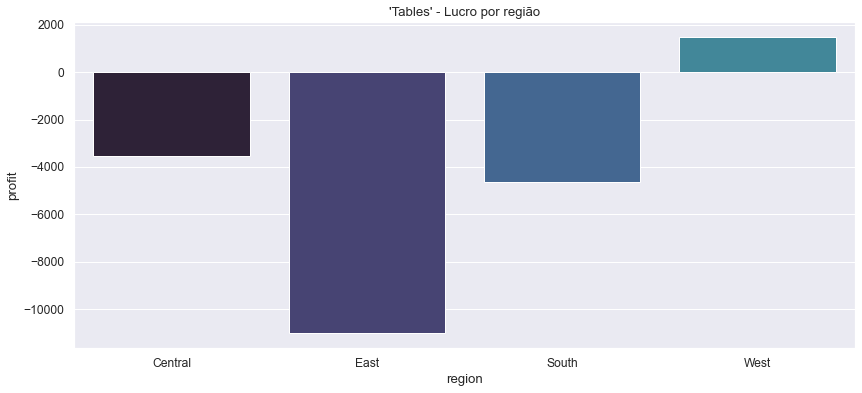 'Tables' - Lucro por região
2000
0
−2000
−4000
−6000
−8000
−10000
profit
Central East South West
region